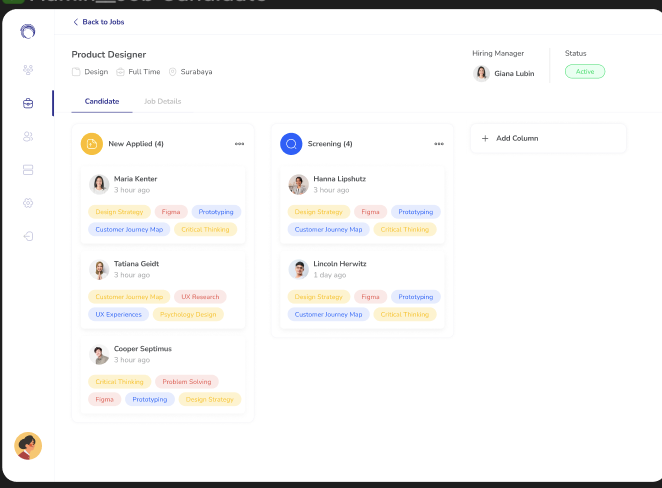 Admin__Job Candidate
Back to Jobs
Product Designer
Design Full Time Surabaya
Hiring Manager
Giana Lubin
Status
Active
Candidate Job Details
New Applied (4)
Maria Kenter
3 hour ago
Design Strategy Figma Prototyping
Customer Journey Map Critical Thinking
Tatiana Geidt
3 hour ago
Customer Journey Map UX Research
UX Experiences Psychology Design
Cooper Septimus
3 hour ago
Critical Thinking Problem Solving
Figma Prototyping Design Strategy
Screening (4)
Hanna Lipshutz
3 hour ago
Design Strategy Figma Prototyping
Customer Journey Map Critical Thinking
Lincoln Herwitz
1 day ago
Design Strategy Figma Prototyping
Customer Journey Map Critical Thinking
Add Column